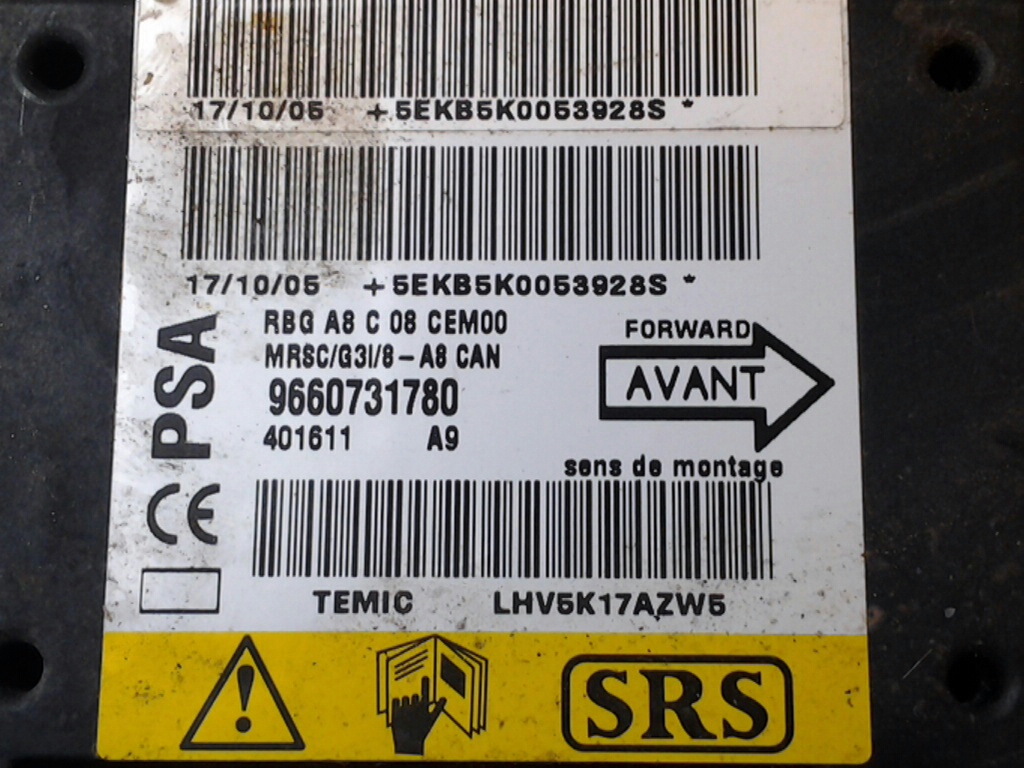 17/10/05 +5EKB5K0053928S *
17/10/05 +5EKB5K0053928S *
RBG A8 C 08 CEM00
MRSC/G3I/8-A8 CAN
9660731780
401611 A9
PSA
CE
FORWARD
AVANT
sens de montage
TEMIC LHV5K17AZW5
SRS